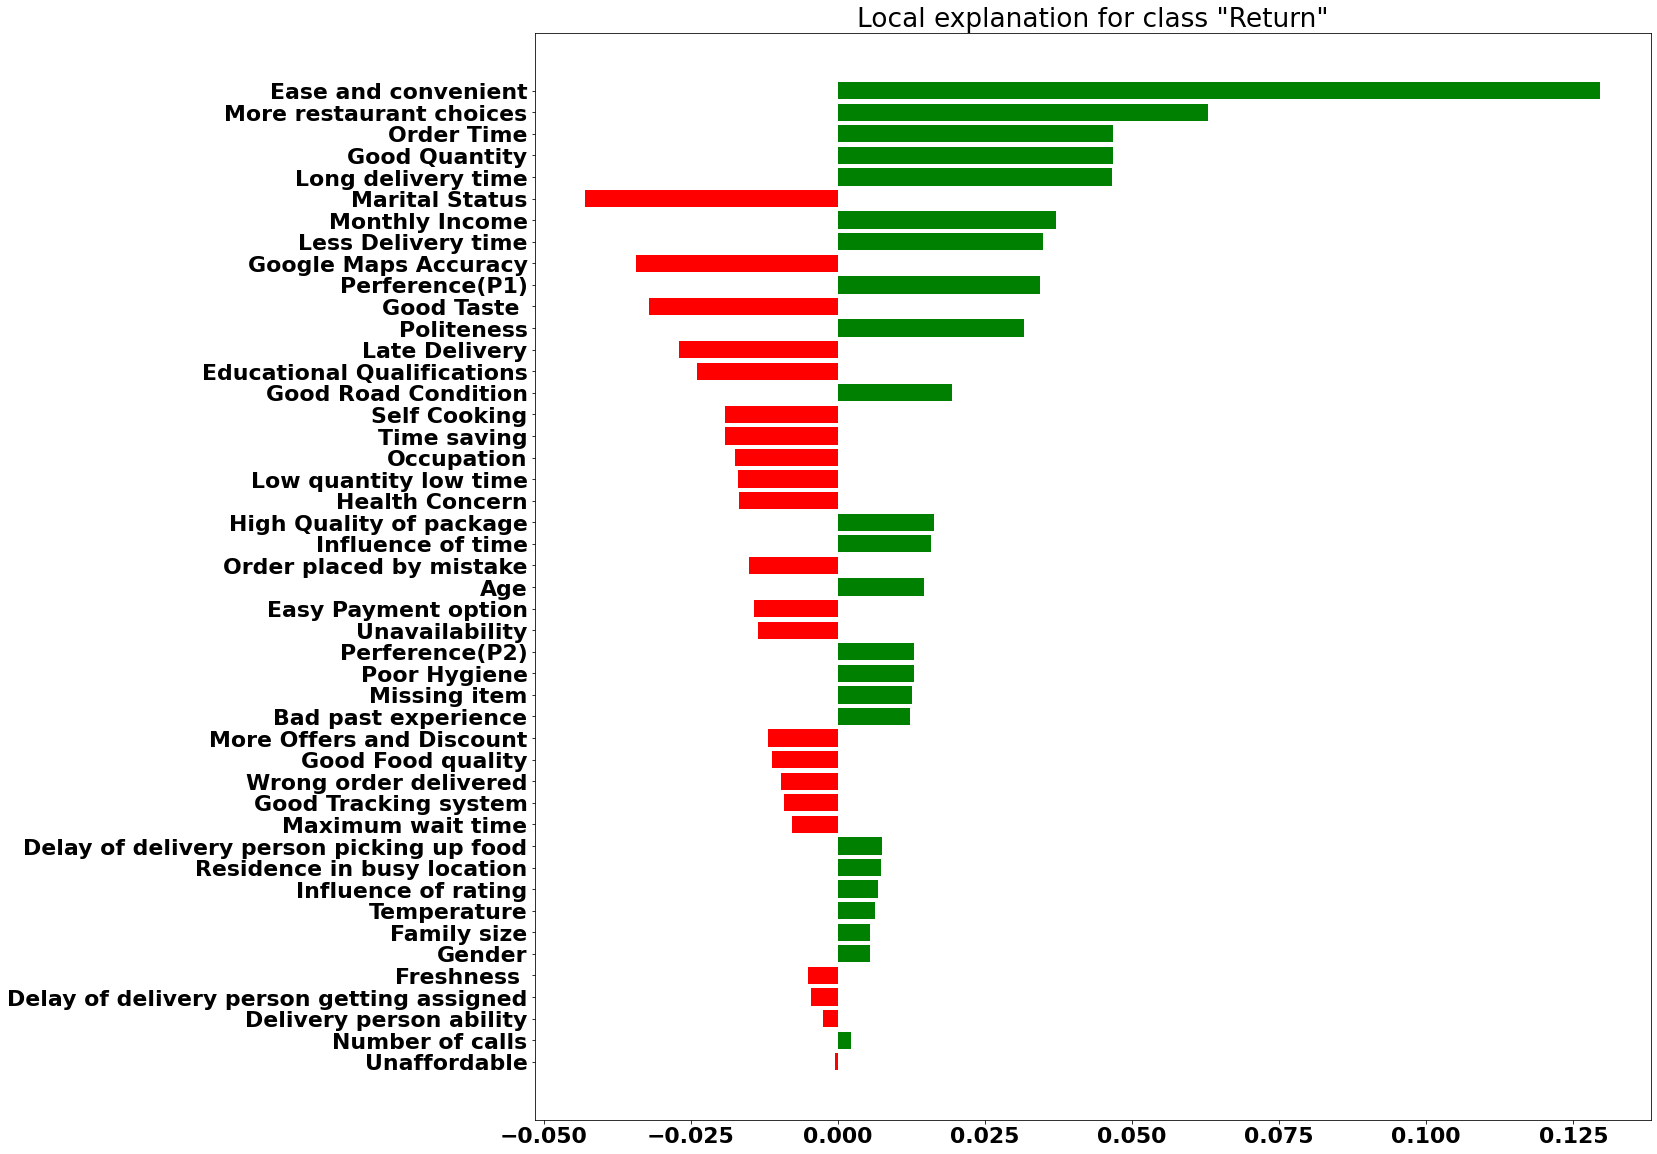 Local explanation for class "Return"
Ease and convenient
More restaurant choices
Order Time
Good Quantity
Long delivery time
Marital Status
Monthly Income
Less Delivery time
Google Maps Accuracy
Perference(P1)
Good Taste
Politeness
Late Delivery
Educational Qualifications
Good Road Condition
Self Cooking
Time saving
Occupation
Low quantity low time
Health Concern
High Quality of package
Influence of time
Order placed by mistake
Age
Easy Payment option
Unavailability
Perference(P2)
Poor Hygiene
Missing item
Bad past experience
More Offers and Discount
Good Food quality
Wrong order delivered
Good Tracking system
Maximum wait time
Delay of delivery person picking up food
Residence in busy location
Influence of rating
Temperature
Family size
Gender
Freshness
Delay of delivery person getting assigned
Delivery person ability
Number of calls
Unaffordable
−0.050 −0.025 0.000 0.025 0.050 0.075 0.100 0.125